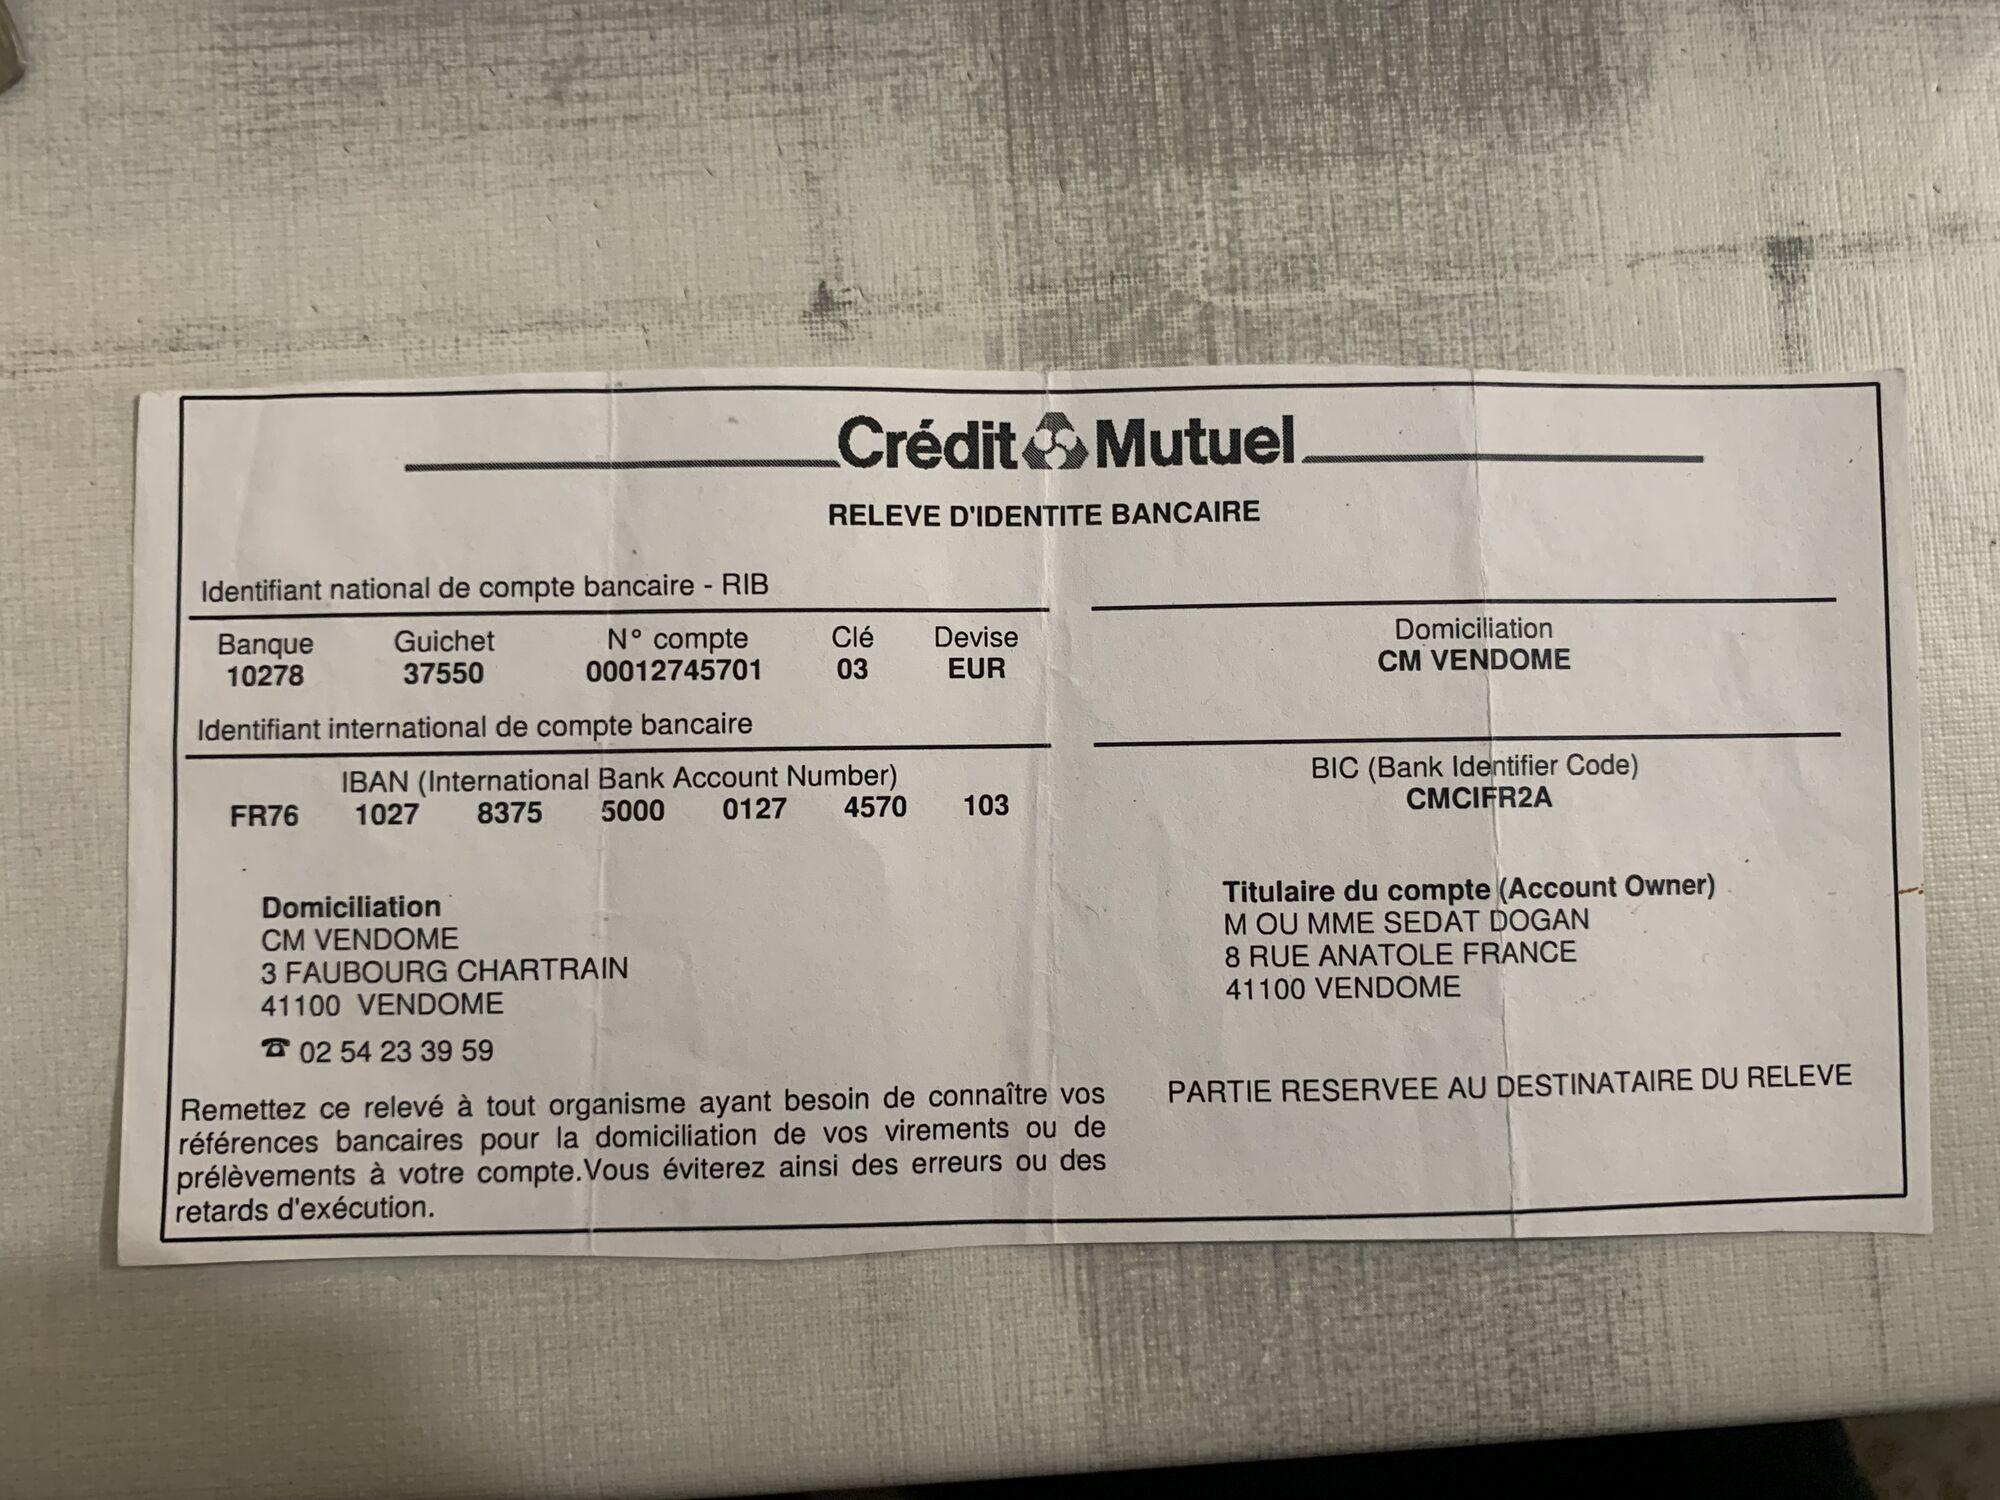 Crédit Mutuel
RELEVE D'IDENTITE BANCAIRE
Identifiant national de compte bancaire - RIB
Banque Guichet N° compte Clé Devise
10278 37550 00012745701 03 EUR
Domiciliation
CM VENDOME
Identifiant international de compte bancaire
IBAN (International Bank Account Number)
FR76 1027 8375 5000 0127 4570 103
BIC (Bank Identifier Code)
CMCIFR2A
Domiciliation
CM VENDOME
3 FAUBOURG CHARTRAIN
41100 VENDOME
☎ 02 54 23 39 59
Titulaire du compte (Account Owner)
M OU MME SEDAT DOGAN
8 RUE ANATOLE FRANCE
41100 VENDOME
Remettez ce relevé à tout organisme ayant besoin de connaître vos
références bancaires pour la domiciliation de vos virements ou de
prélèvements à votre compte.Vous éviterez ainsi des erreurs ou des
retards d'exécution.
PARTIE RESERVEE AU DESTINATAIRE DU RELEVE